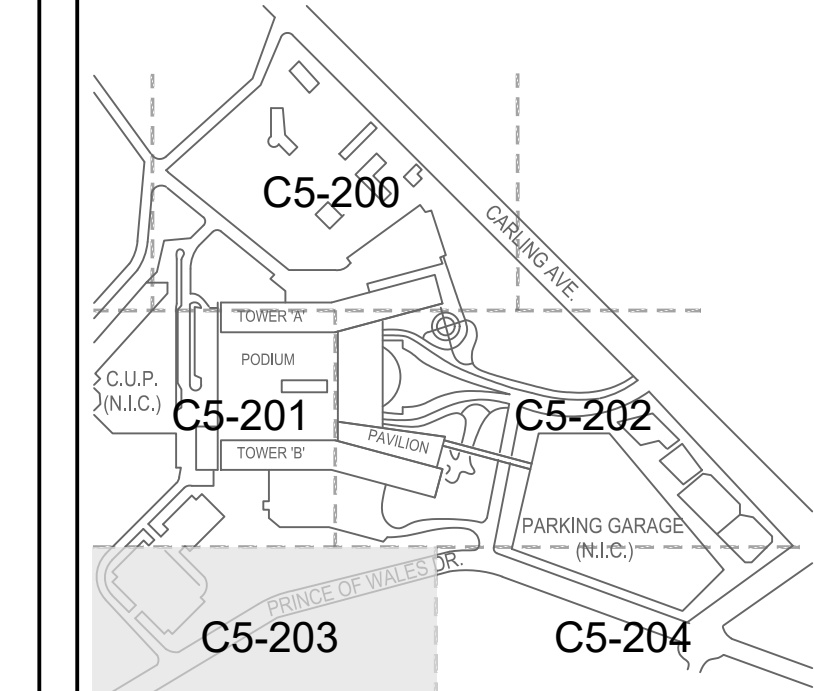 C5-200
CARLING AVE.
TOWER 'A'
PODIUM
C.U.P.
(N.I.C.)
C5-201
C5-202
PAVILION
TOWER 'B'
PARKING GARAGE
(N.I.C.)
PRINCE OF WALES DR.
C5-203
C5-204